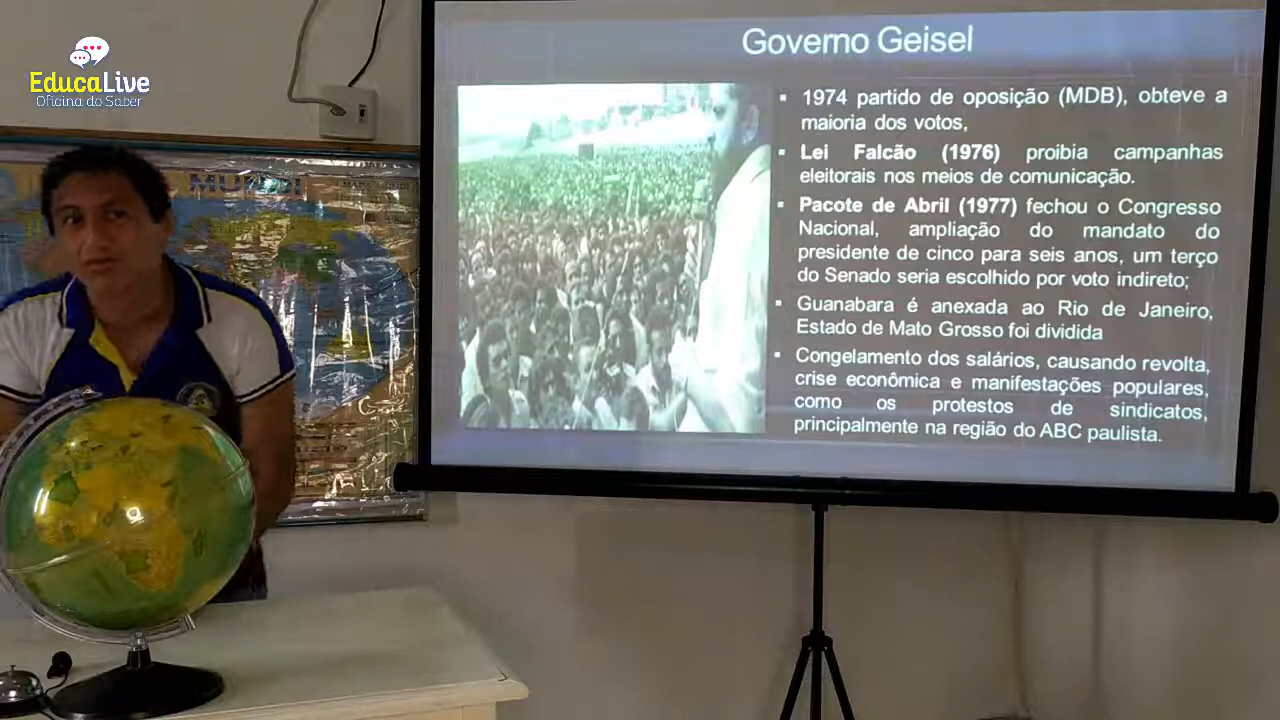 EducaLive
Oficina do Saber
Governo Geisel
▪ 1974 partido de oposição (MDB), obteve a
maioria dos votos,
▪ Lei Falcão (1976) proibia campanhas
eleitorais nos meios de comunicação.
▪ Pacote de Abril (1977) fechou o Congresso
Nacional, ampliação do mandato do
presidente de cinco para seis anos, um terço
do Senado seria escolhido por voto indireto;
▪ Guanabara é anexada ao Rio de Janeiro,
Estado de Mato Grosso foi dividida
▪ Congelamento dos salários, causando revolta,
crise econômica e manifestações populares,
como os protestos de sindicatos,
principalmente na região do ABC paulista.